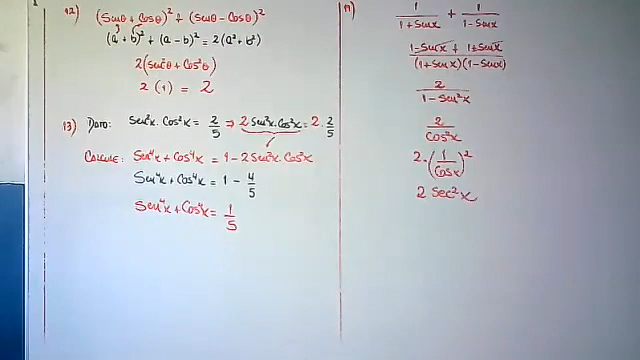 12) (Senθ + Cosθ)² + (Senθ - Cosθ)²
(a + b)² + (a - b)² = 2(a² + b²)
2(sen²θ + Cos²θ)
2 (1) = 2
13) Dato: Sen²x. Cos²x = 2/5 ⇒ 2 Sen²x. Cos²x = 2. 2/5
Calcule: Sen⁴x + Cos⁴x = 1 - 2 Sen²x. Cos²x
Sen⁴x + Cos⁴x = 1 - 4/5
Sen⁴x + Cos⁴x = 1/5
1/(1+Senx) + 1/(1-Senx)
(1-Senx + 1+Senx)/((1+Senx)(1-Senx))
2/(1-Sen²x)
2/Cos²x
2. (1/Cosx)²
2 Sec²x